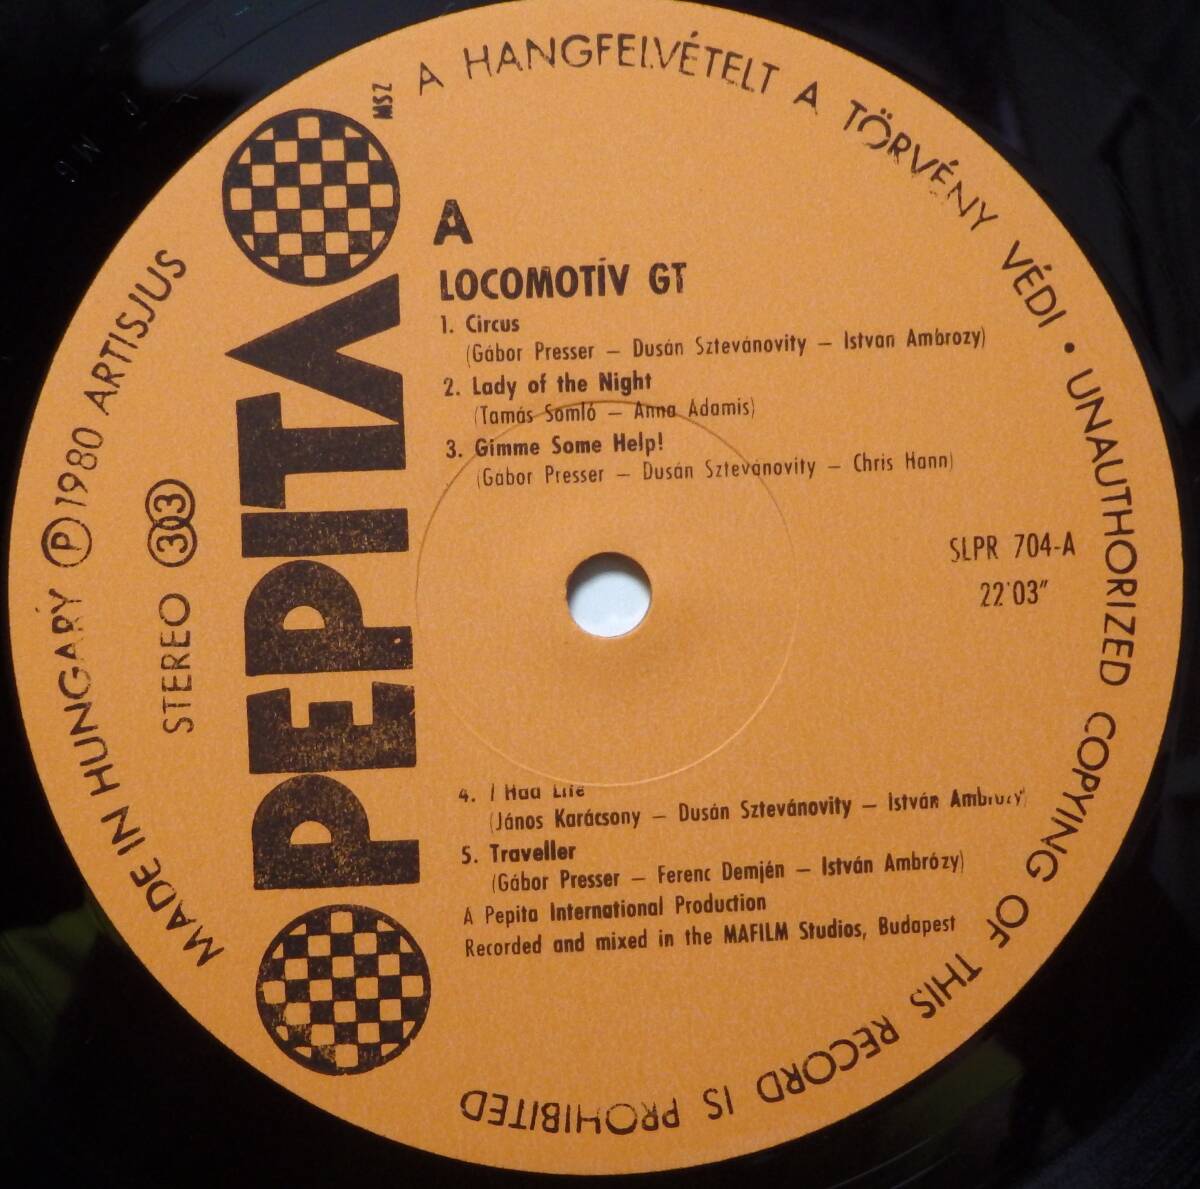 A HANGFELVÉTELT A TÖRVÉNY VÉDI • UNAUTHORIZED COPYING OF THIS RECORD IS PROHIBITED
MADE IN HUNGARY Ⓟ 1980 ARTISJUS
STEREO 33
PEPITA
MSZ
A
LOCOMOTÍV GT
1. Circus
(Gábor Presser – Dusán Sztevánovity – Istvan Ambrozy)
2. Lady of the Night
(Tamás Somló – Anna Adamis)
3. Gimme Some Help!
(Gábor Presser – Dusán Sztevánovity – Chris Hann)
SLPR 704-A
22'03"
4. I Had Life
(János Karácsony – Dusán Sztevánovity – István Ambrozy)
5. Traveller
(Gábor Presser – Ferenc Demjén – István Ambrózy)
A Pepita International Production
Recorded and mixed in the MAFILM Studios, Budapest